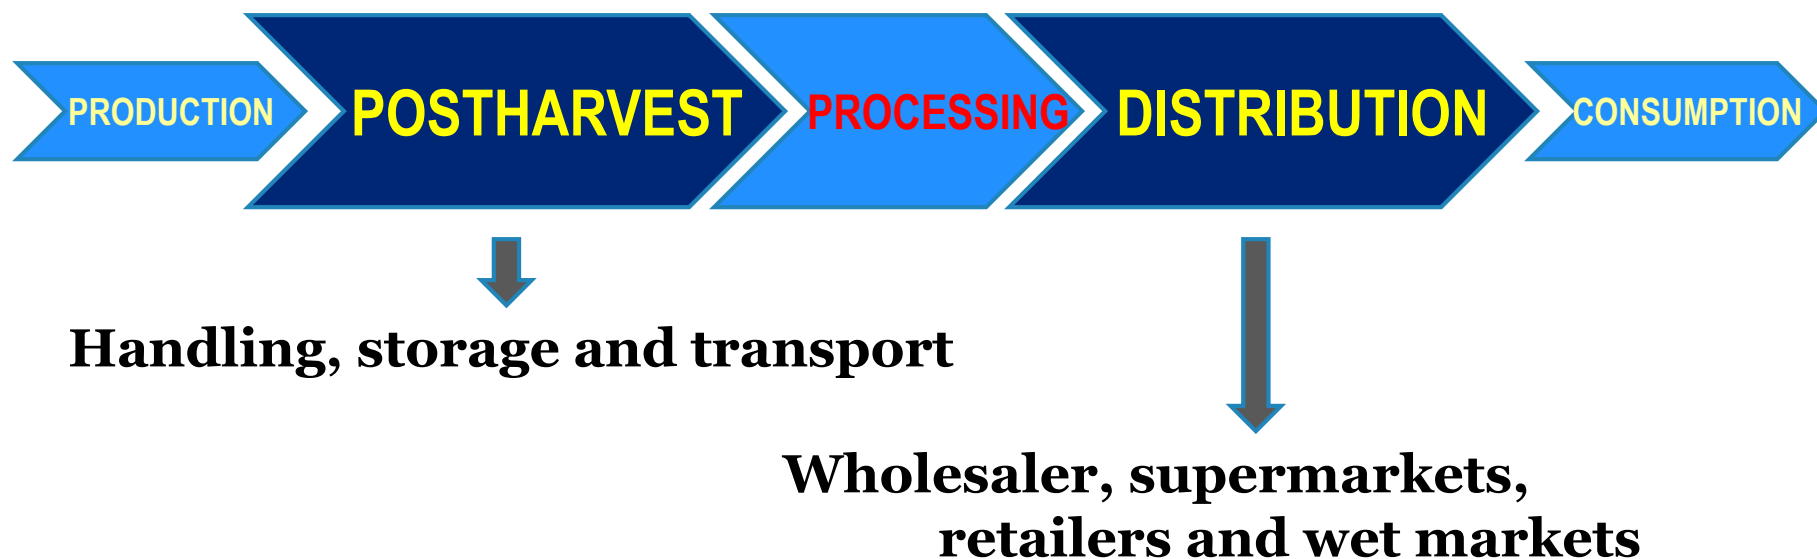 PRODUCTION
POSTHARVEST
PROCESSING
DISTRIBUTION
CONSUMPTION
Handling, storage and transport
Wholesaler, supermarkets,
retailers and wet markets